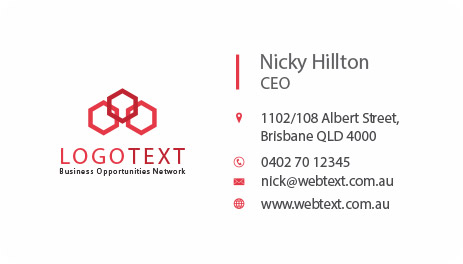 Nicky Hillton
CEO
1102/108 Albert Street,
Brisbane QLD 4000
0402 70 12345
nick@webtext.com.au
www.webtext.com.au
LOGOTEXT
Business Opportunities Network